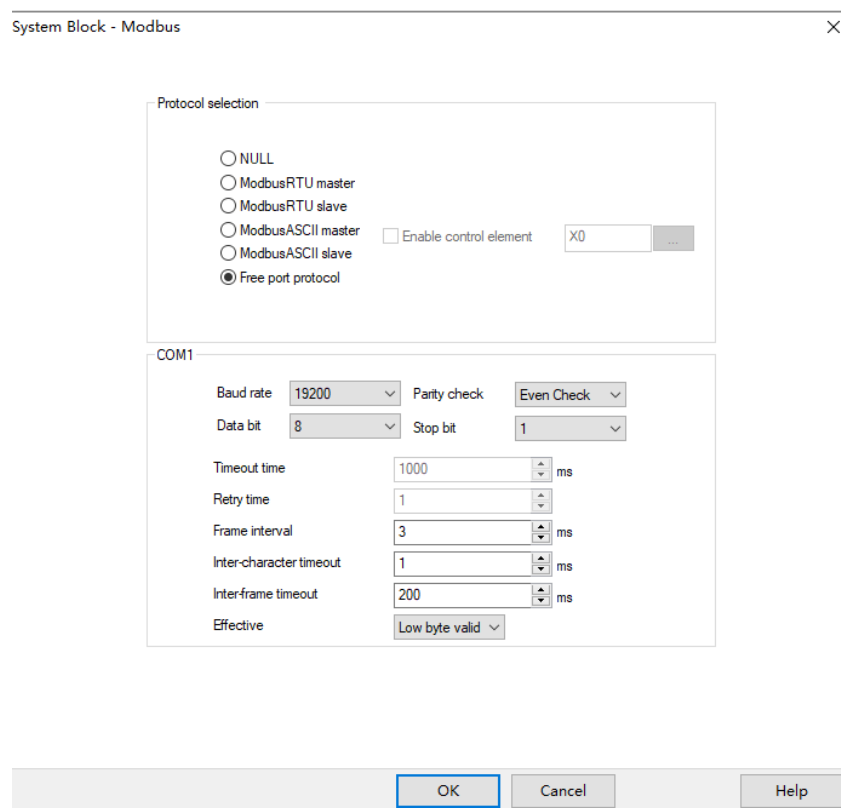 System Block - Modbus
Protocol selection
NULL
ModbusRTU master
ModbusRTU slave
ModbusASCII master
Enable control element X0 ...
ModbusASCII slave
Free port protocol
COM1
Baud rate 19200 Parity check Even Check
Data bit 8 Stop bit 1
Timeout time 1000 ms
Retry time 1
Frame interval 3 ms
Inter-character timeout 1 ms
Inter-frame timeout 200 ms
Effective Low byte valid
OK Cancel Help